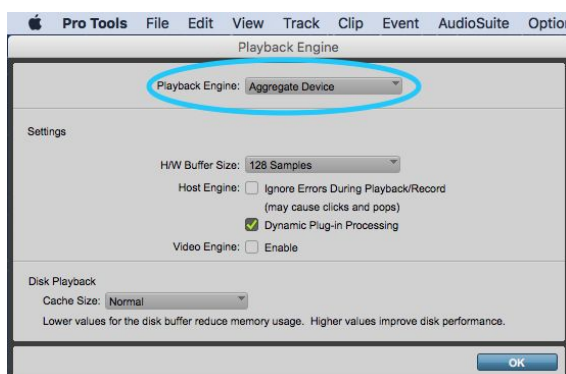 Pro Tools File Edit View Track Clip Event AudioSuite Optio
Playback Engine
Playback Engine: Aggregate Device
Settings
H/W Buffer Size: 128 Samples
Host Engine: Ignore Errors During Playback/Record
(may cause clicks and pops)
Dynamic Plug-in Processing
Video Engine: Enable
Disk Playback
Cache Size: Normal
Lower values for the disk buffer reduce memory usage. Higher values improve disk performance.
OK